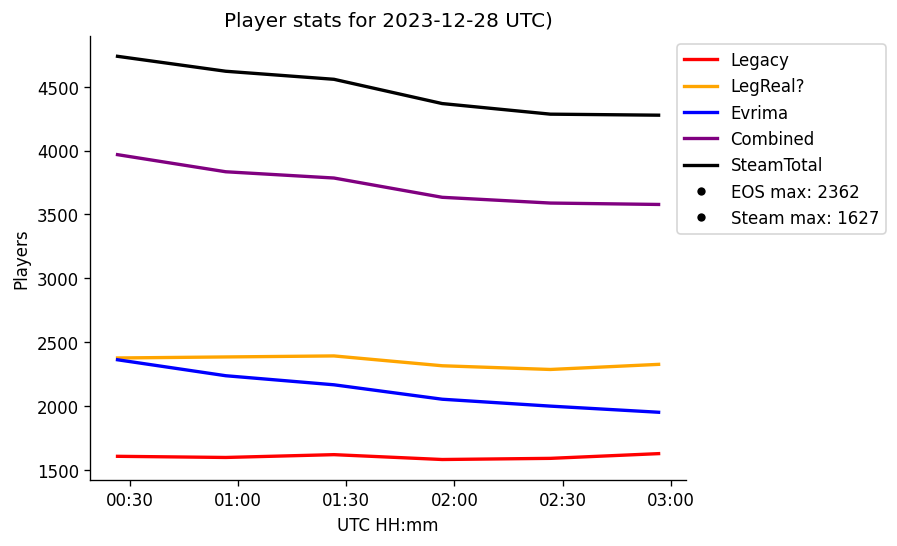 Player stats for 2023-12-28 UTC)
Legacy
LegReal?
Evrima
Combined
SteamTotal
EOS max: 2362
Steam max: 1627
Players
4500
4000
3500
3000
2500
2000
1500
00:30 01:00 01:30 02:00 02:30 03:00
UTC HH:mm